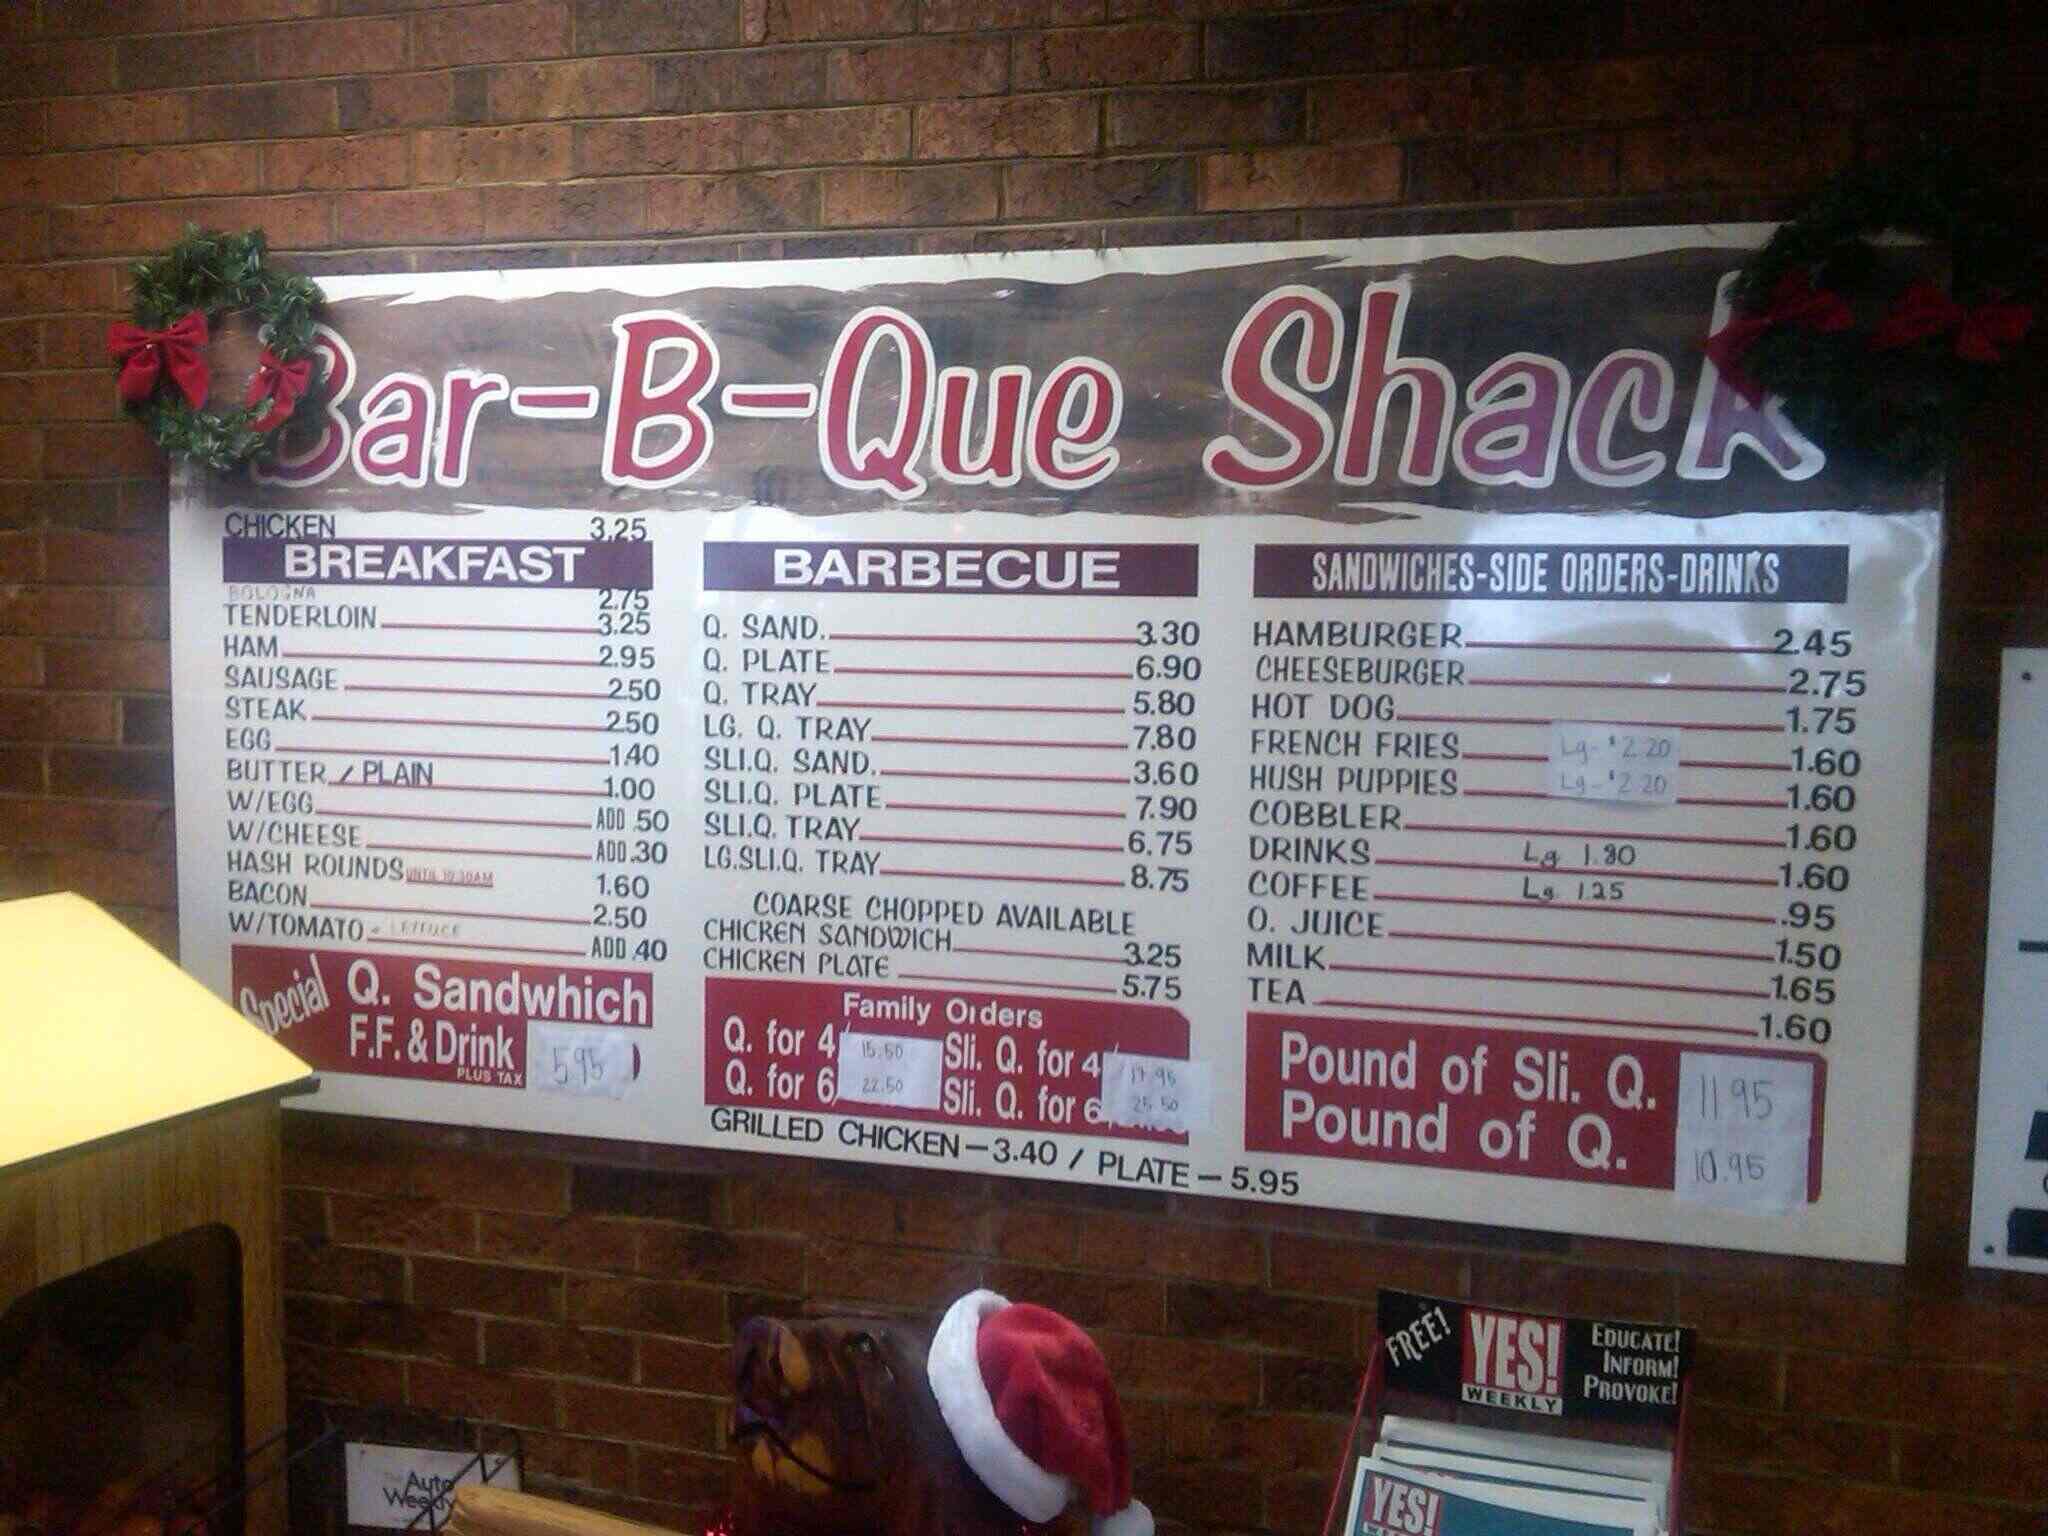 Bar-B-Que Shack
CHICKEN 3.25
BREAKFAST
BOLOGNA 2.75
TENDERLOIN 3.25
HAM 2.95
SAUSAGE 2.50
STEAK 2.50
EGG 1.40
BUTTER / PLAIN 1.00
W/EGG ADD .50
W/CHEESE ADD .30
HASH ROUNDS UNTIL 10:30AM 1.60
BACON 2.50
W/TOMATO & LETTUCE ADD .40
Special Q. Sandwhich
F.F. & Drink 5.95
PLUS TAX
BARBECUE
Q. SAND. 3.30
Q. PLATE 6.90
Q. TRAY 5.80
LG. Q. TRAY 7.80
SLI.Q. SAND. 3.60
SLI.Q. PLATE 7.90
SLI.Q. TRAY 6.75
LG.SLI.Q. TRAY 8.75
COARSE CHOPPED AVAILABLE
CHICKEN SANDWICH 3.25
CHICKEN PLATE 5.75
Family Orders
Q. for 4/ 15.50 Sli. Q. for 4/ 17.95
Q. for 6/ 22.50 Sli. Q. for 6/ 25.50
GRILLED CHICKEN - 3.40 / PLATE - 5.95
SANDWICHES-SIDE ORDERS-DRINKS
HAMBURGER 2.45
CHEESEBURGER 2.75
HOT DOG 1.75
FRENCH FRIES Lg- $2.20 1.60
HUSH PUPPIES Lg- $2.20 1.60
COBBLER 1.60
DRINKS Lg 1.80 1.60
COFFEE Lg 1.25 .95
O. JUICE 1.50
MILK 1.65
TEA 1.60
Pound of Sli. Q. 11.95
Pound of Q. 10.95
FREE! YES! WEEKLY EDUCATE! INFORM! PROVOKE!
Auto
Weekly
YES!